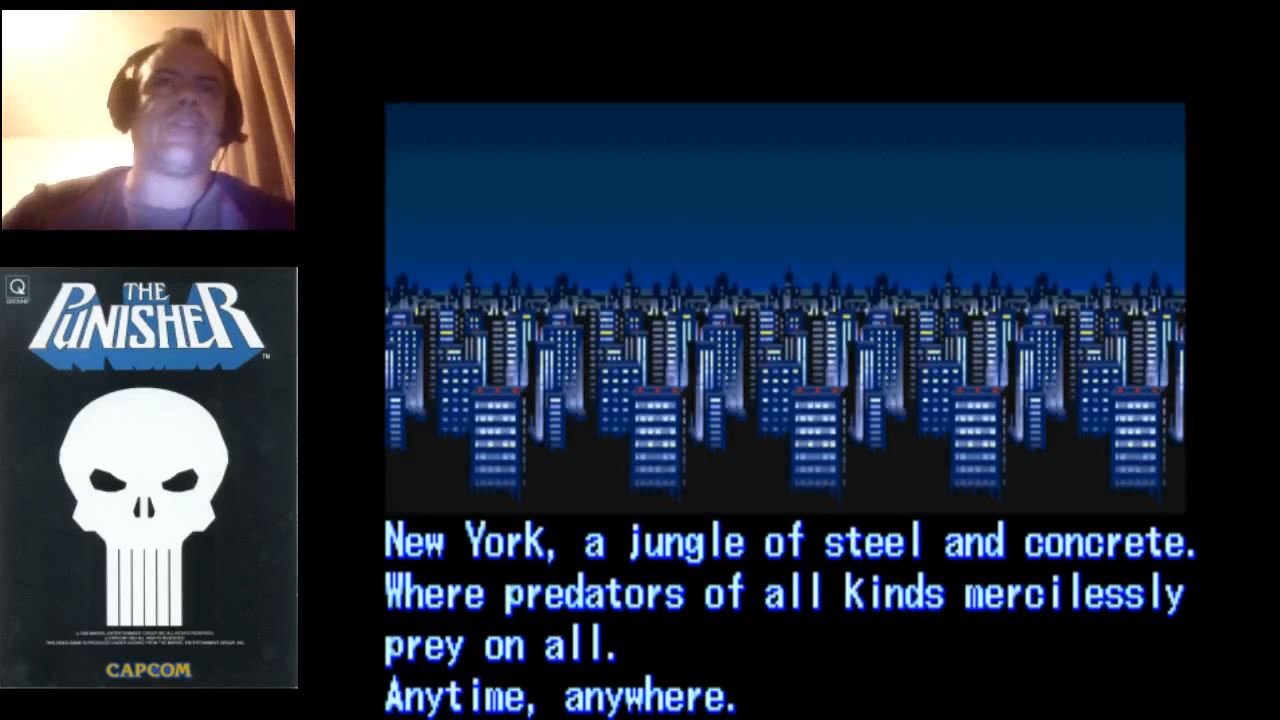 THE
PUNISHER
TM
CAPCOM
New York, a jungle of steel and concrete.
Where predators of all kinds mercilessly
prey on all.
Anytime, anywhere.